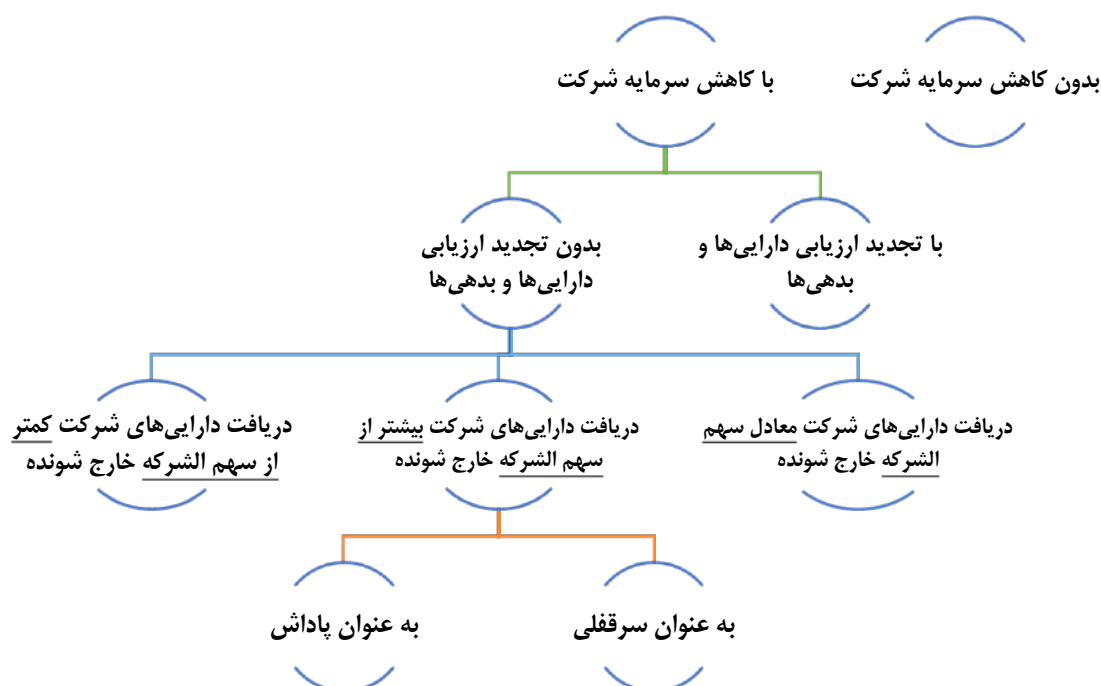 بدون کاهش سرمایه شرکت
با کاهش سرمایه شرکت
با تجدید ارزیابی دارایی‌ها و
بدهی‌ها
بدون تجدید ارزیابی
دارایی‌ها و بدهی‌ها
دریافت دارایی‌های شرکت معادل سهم
الشرکه خارج شونده
دریافت دارایی‌های شرکت بیشتر از
سهم الشرکه خارج شونده
دریافت دارایی‌های شرکت کمتر
از سهم الشرکه خارج شونده
به عنوان سرقفلی
به عنوان پاداش